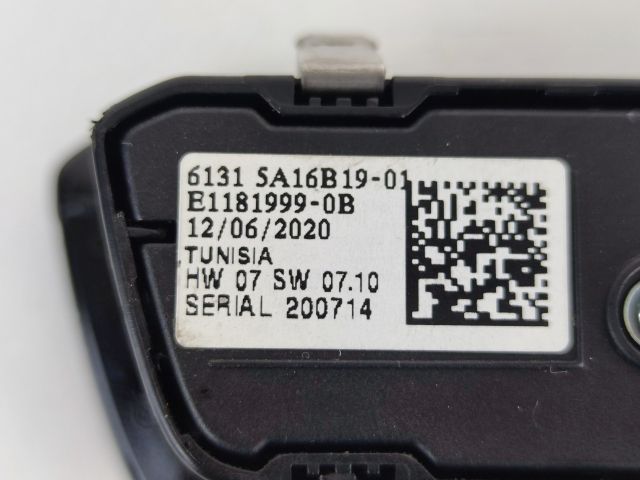 6131 5A16B19-01
E1181999-0B
12/06/2020
TUNISIA
HW 07 SW 07.10
SERIAL 200714